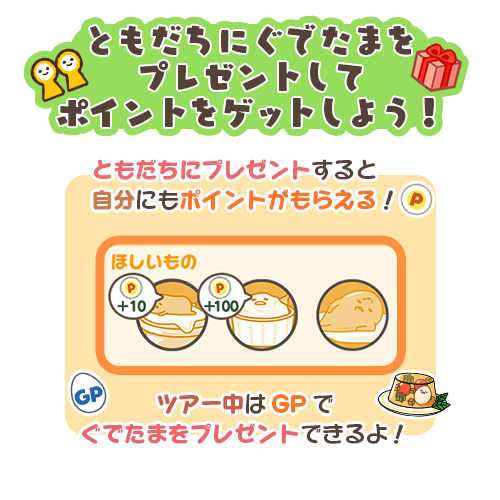 ともだちにぐでたまを
プレゼントして
ポイントをゲットしよう！
ともだちにプレゼントすると
自分にもポイントがもらえる！ P
ほしいもの
P
+10
P
+100
GP
ツアー中は GP で
ぐでたまをプレゼントできるよ！